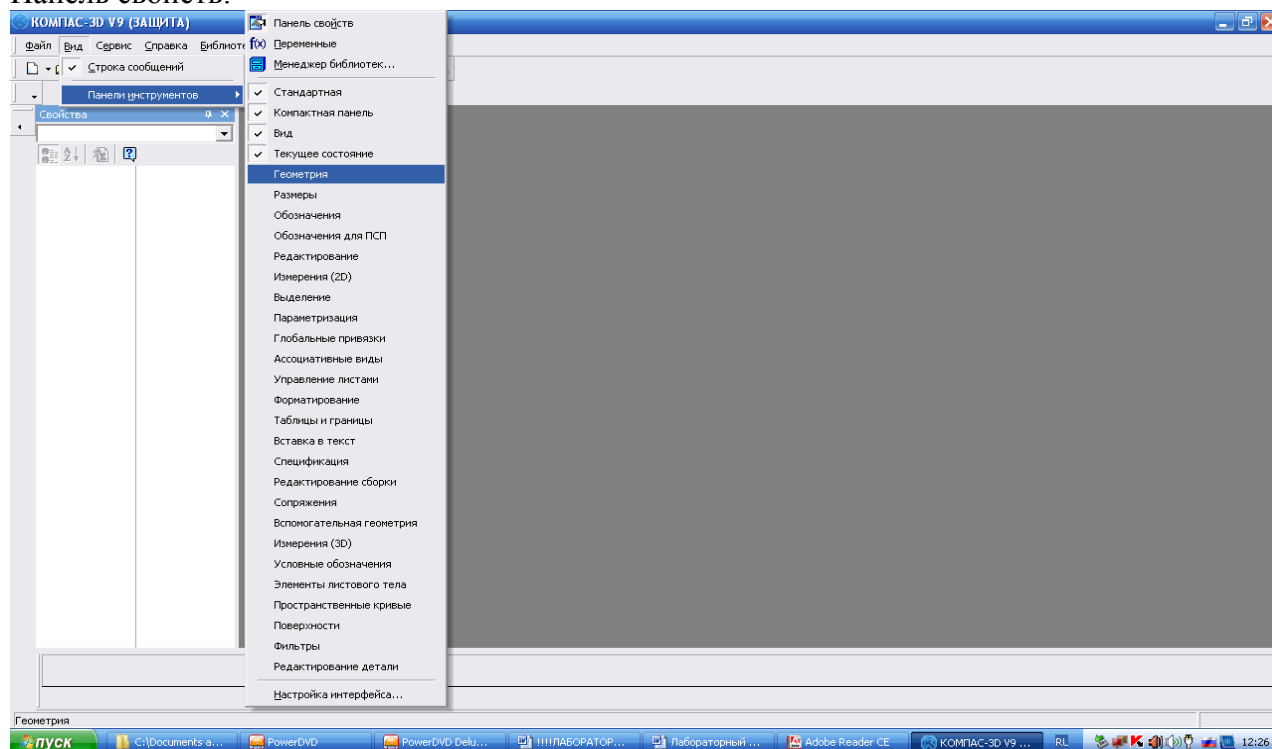 Панель свойств.
КОМПАС-3D V9 (ЗАЩИТА)
Файл Вид Сервис Справка
Строка сообщений
Панели инструментов
Свойства
Панель свойств
f(x) Переменные
Менеджер библиотек...
Стандартная
Компактная панель
Вид
Текущее состояние
Геометрия
Размеры
Обозначения
Обозначения для ПСП
Редактирование
Измерения (2D)
Выделение
Параметризация
Глобальные привязки
Ассоциативные виды
Управление листами
Форматирование
Таблицы и границы
Вставка в текст
Спецификация
Редактирование сборки
Сопряжения
Вспомогательная геометрия
Измерения (3D)
Условные обозначения
Элементы листового тела
Пространственные кривые
Поверхности
Фильтры
Редактирование детали
Настройка интерфейса...
Геометрия
пуск C:\Documents a... PowerDVD PowerDVD Delu... !!!!ЛАБОРАТОР... Лабораторный ... Adobe Reader CE КОМПАС-3D V9 ... RL 12:26